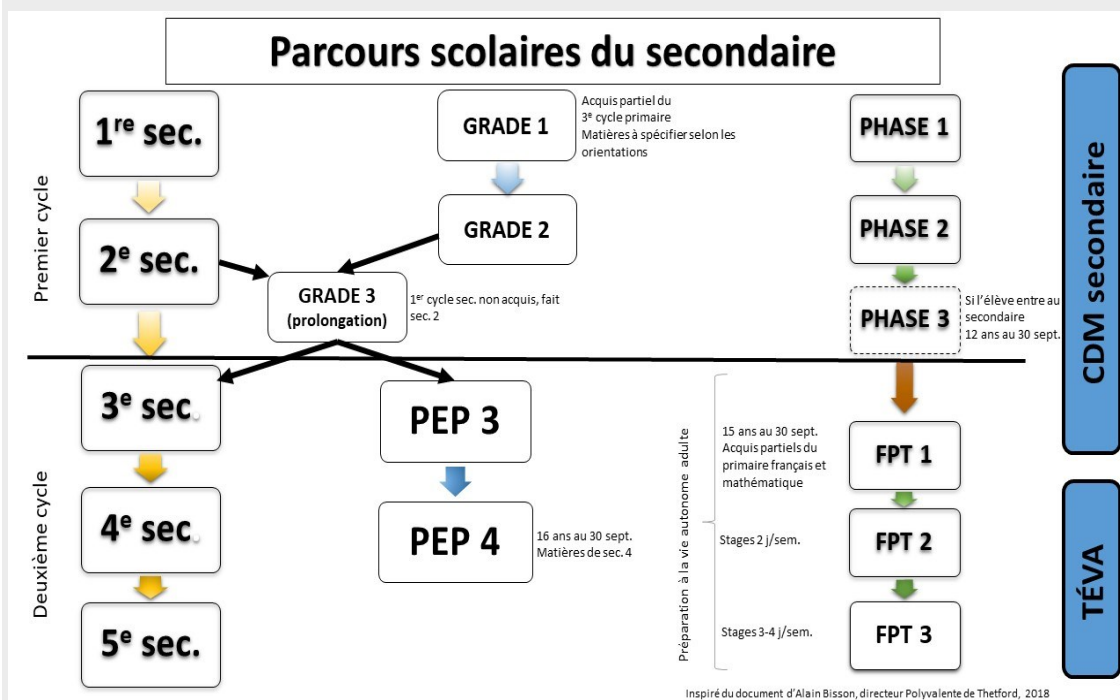 Parcours scolaires du secondaire
Premier cycle
1re sec.
2e sec.
GRADE 1
Acquis partiel du
3e cycle primaire
Matières à spécifier selon les
orientations
GRADE 2
GRADE 3
(prolongation)
1er cycle sec. non acquis, fait
sec. 2
PHASE 1
PHASE 2
PHASE 3
Si l'élève entre au
secondaire
12 ans au 30 sept.
CDM secondaire
Deuxième cycle
3e sec.
4e sec.
5e sec.
PEP 3
PEP 4
16 ans au 30 sept.
Matières de sec. 4
Préparation à la vie autonome adulte
15 ans au 30 sept.
Acquis partiels du
primaire français et
mathématique
Stages 2 j/sem.
Stages 3-4 j/sem.
FPT 1
FPT 2
FPT 3
TÉVA
Inspiré du document d'Alain Bisson, directeur Polyvalente de Thetford, 2018